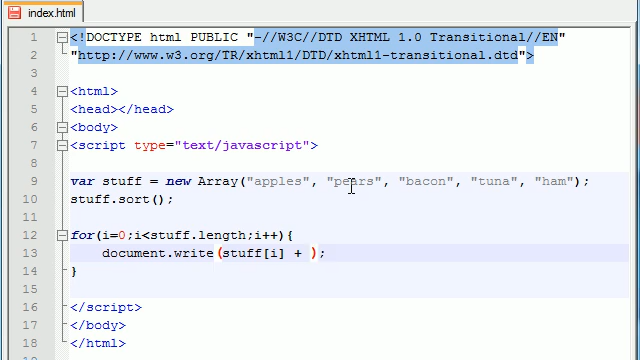 index.html
1 <!DOCTYPE html PUBLIC "-//W3C//DTD XHTML 1.0 Transitional//EN"
2 "http://www.w3.org/TR/xhtml1/DTD/xhtml1-transitional.dtd">
3
4 <html>
5 <head></head>
6 <body>
7 <script type="text/javascript">
8
9 var stuff = new Array("apples", "pears", "bacon", "tuna", "ham");
10 stuff.sort();
11
12 for(i=0;i<stuff.length;i++){
13 document.write(stuff[i] + );
14 }
15
16 </script>
17 </body>
18 </html>